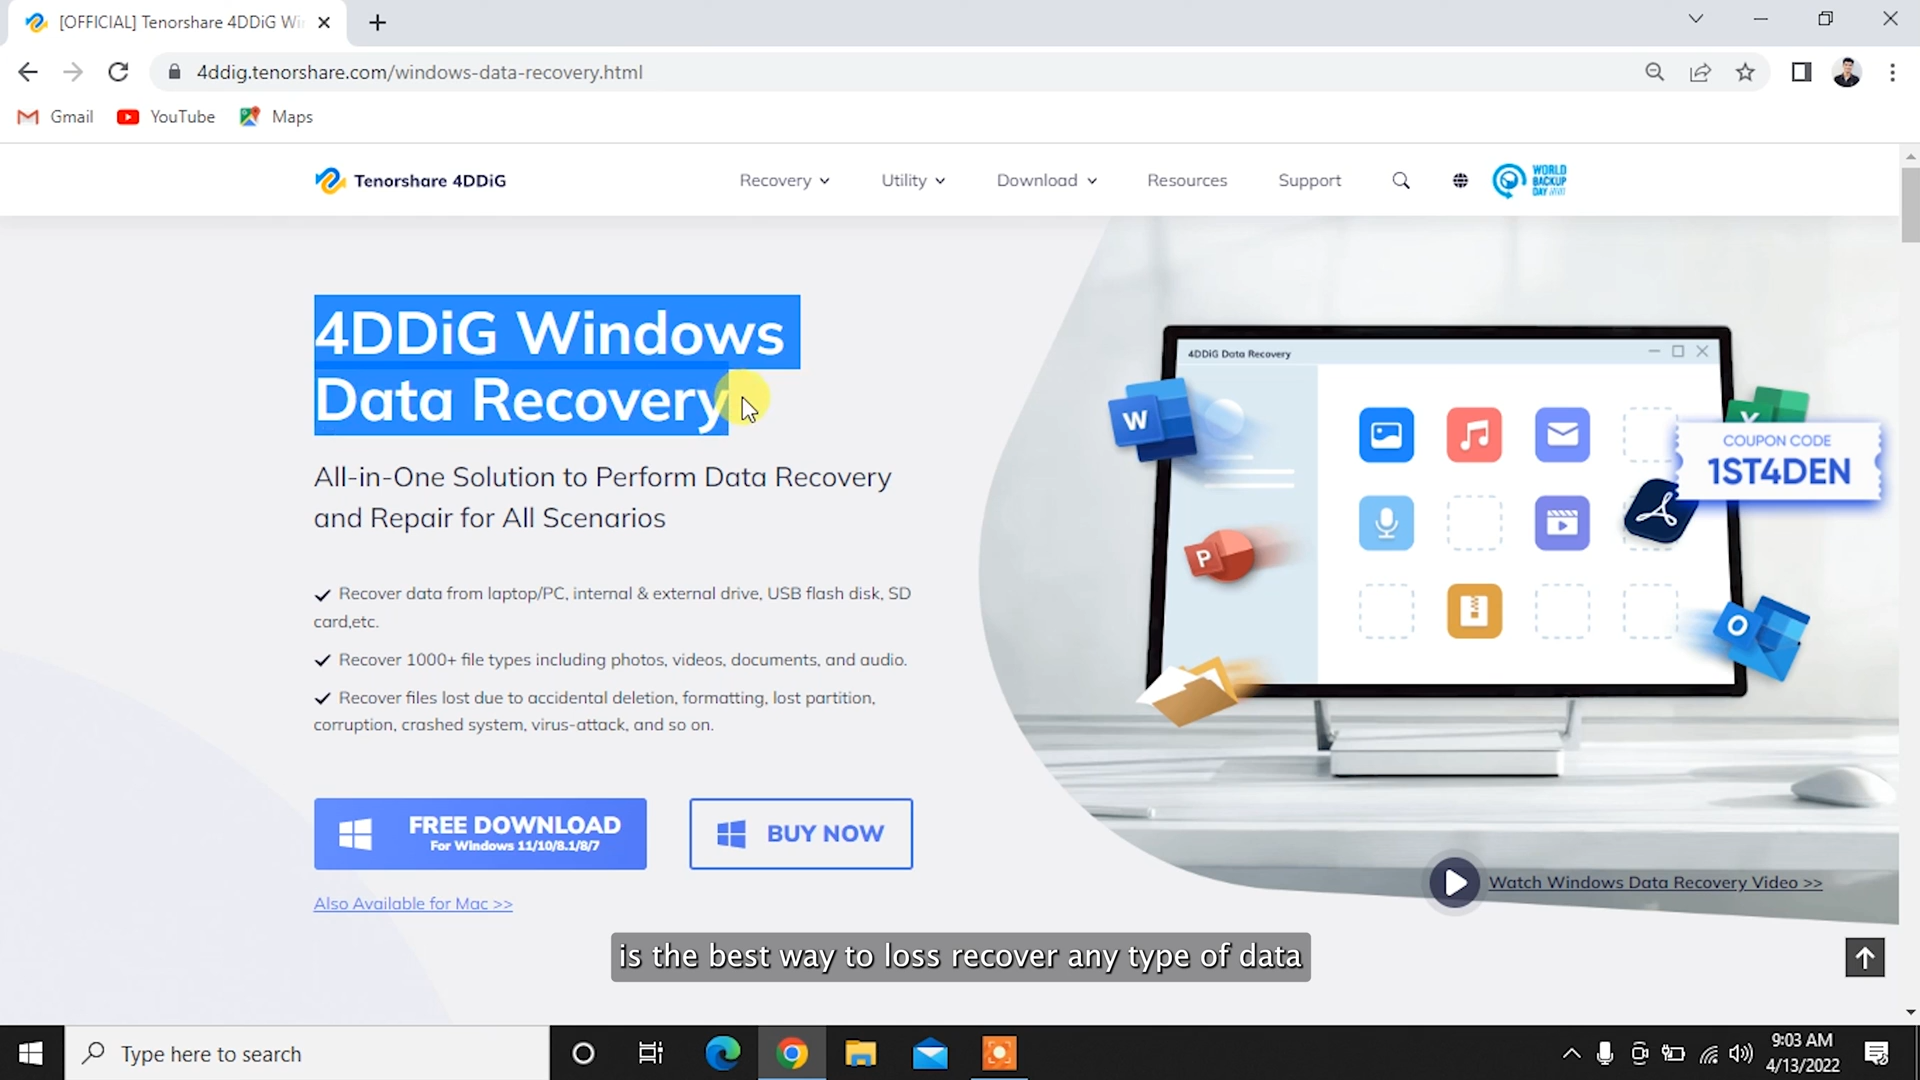 [OFFICIAL] Tenorshare 4DDiG Wi
4ddig.tenorshare.com/windows-data-recovery.html
Gmail
YouTube
Maps
Tenorshare 4DDiG
Recovery
Utility
Download
Resources
Support
WORLD
BACKUP
DAY
4DDiG Windows
Data Recovery
All-in-One Solution to Perform Data Recovery
and Repair for All Scenarios
Recover data from laptop/PC, internal & external drive, USB flash disk, SD
card,etc.
Recover 1000+ file types including photos, videos, documents, and audio.
Recover files lost due to accidental deletion, formatting, lost partition,
corruption, crashed system, virus-attack, and so on.
FREE DOWNLOAD
For Windows 11/10/8.1/8/7
BUY NOW
Also Available for Mac >>
4DDiG Data Recovery
W
P
X
O
COUPON CODE
1ST4DEN
Watch Windows Data Recovery Video >>
is the best way to loss recover any type of data
Type here to search
9:03 AM
4/13/2022